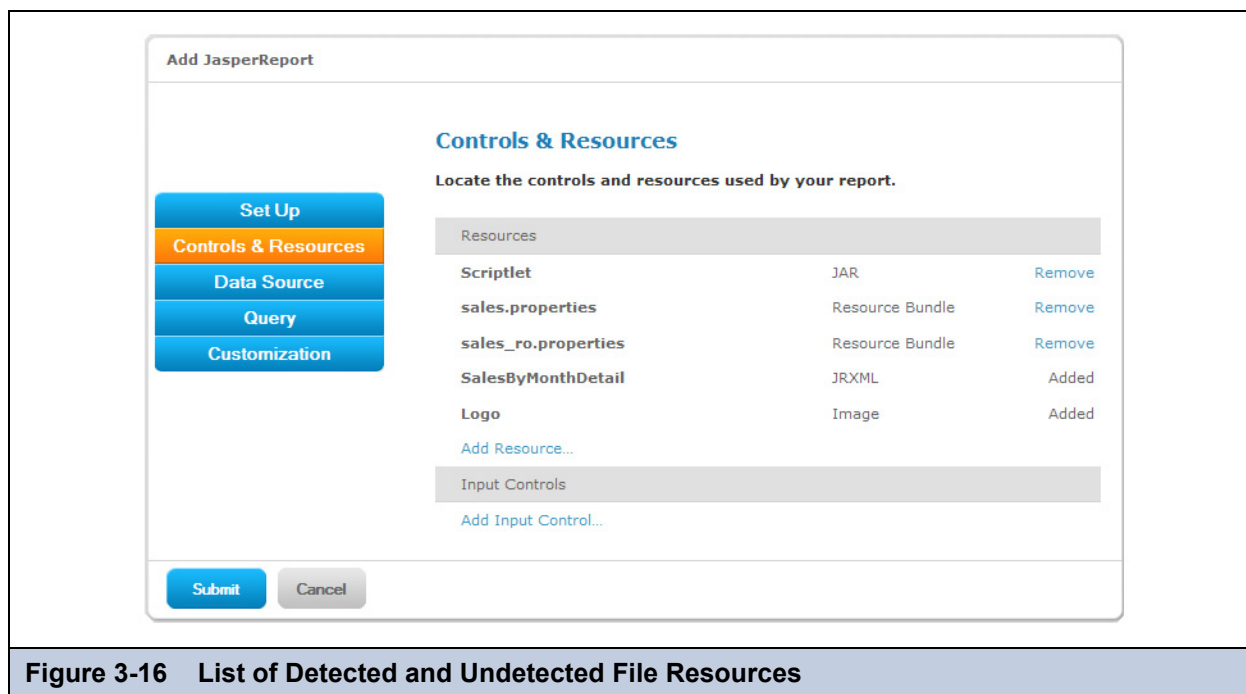 Add JasperReport
Controls & Resources
Locate the controls and resources used by your report.
Set Up
Controls & Resources
Data Source
Query
Customization
Resources
Scriptlet JAR Remove
sales.properties Resource Bundle Remove
sales_ro.properties Resource Bundle Remove
SalesByMonthDetail JRXML Added
Logo Image Added
Add Resource...
Input Controls
Add Input Control...
Submit Cancel
Figure 3-16 List of Detected and Undetected File Resources